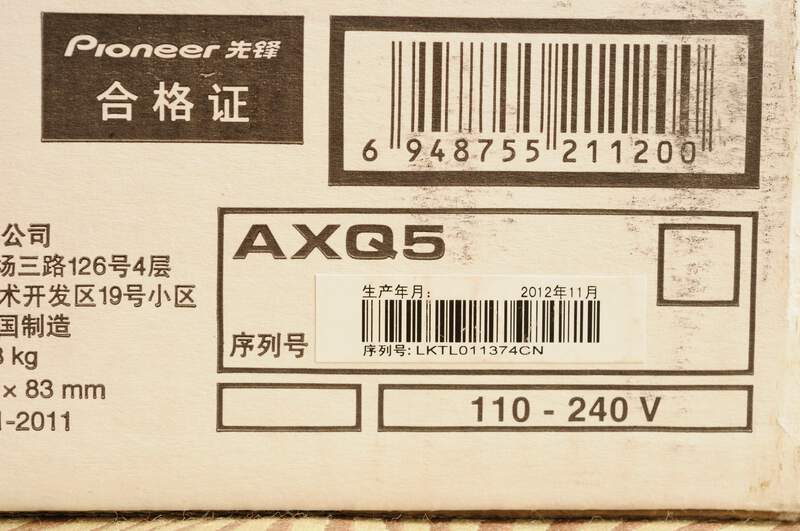 Pioneer 先锋
合格证
6 948755 211200
公司
场三路126号4层
术开发区19号小区
国制造
kg
× 83 mm
-2011
AXQ5
生产年月: 2012年11月
序列号
序列号: LKTL011374CN
110 - 240 V